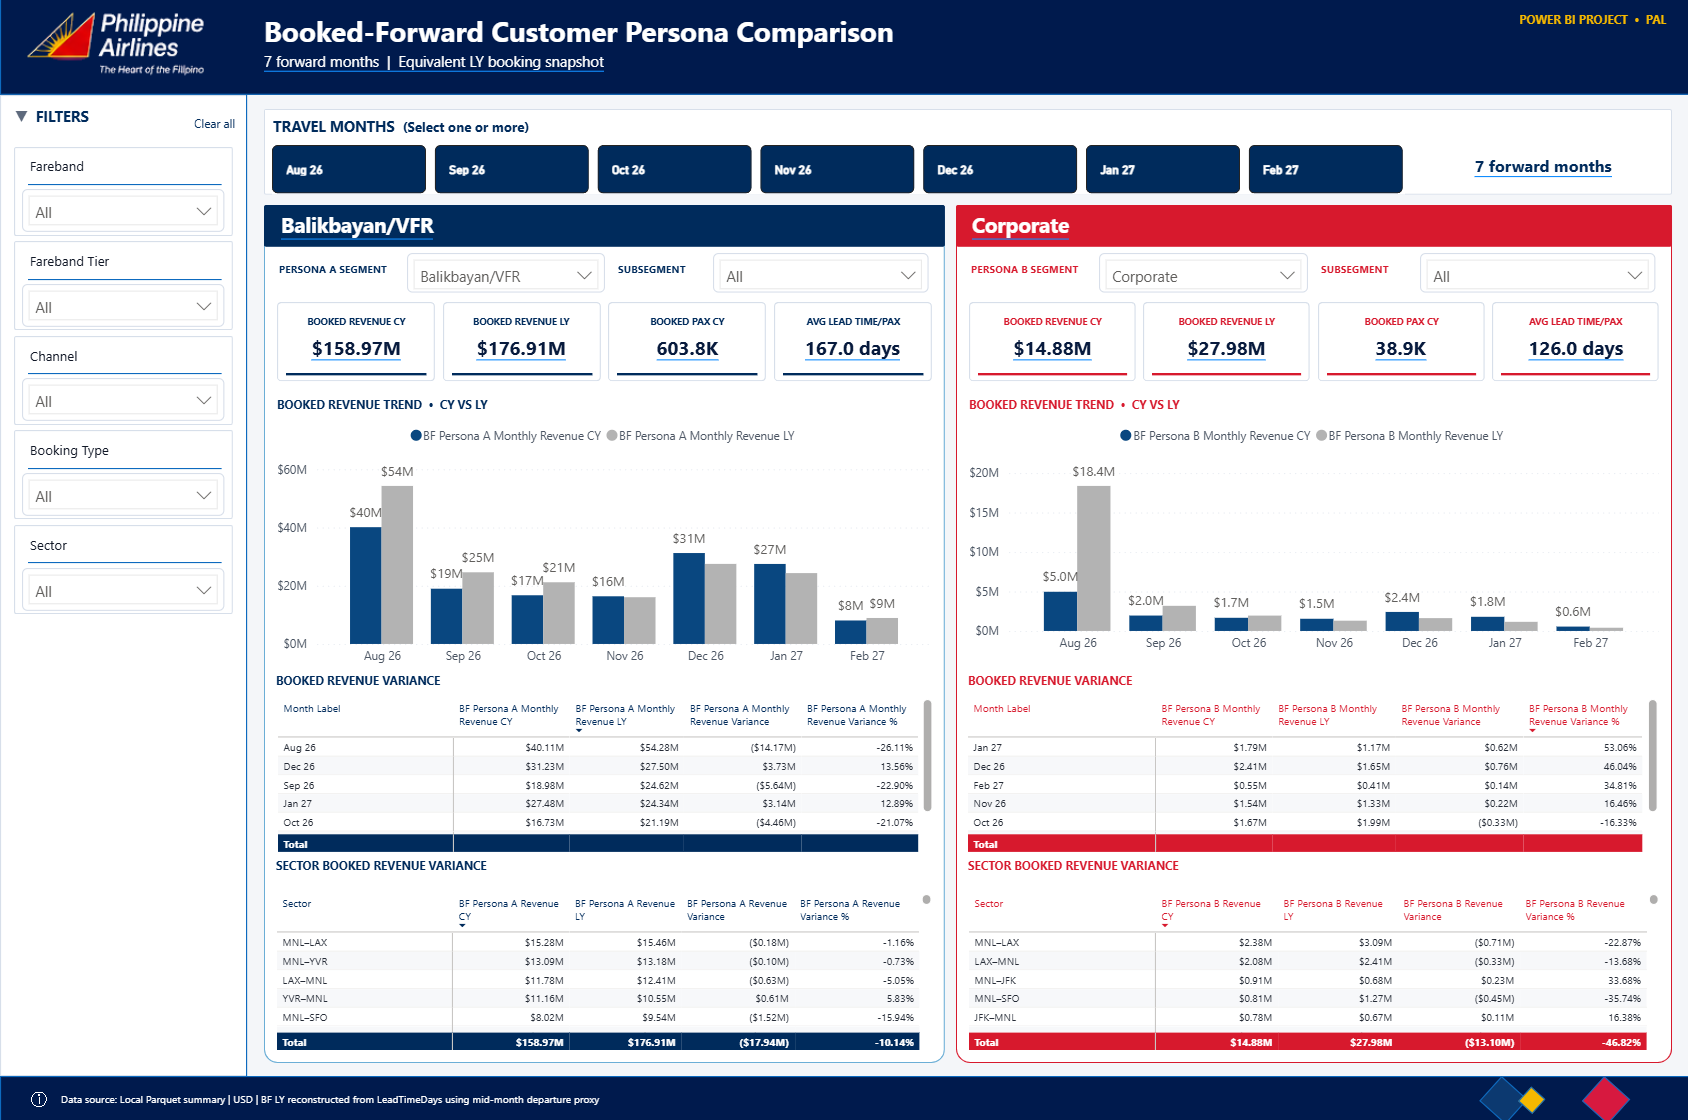 Philippine
Airlines
The Heart of the Filipino
Booked-Forward Customer Persona Comparison
7 forward months | Equivalent LY booking snapshot
POWER BI PROJECT • PAL
FILTERS
Clear all
Fareband
All
Fareband Tier
All
Channel
All
Booking Type
All
Sector
All
TRAVEL MONTHS (Select one or more)
Aug 26 Sep 26 Oct 26 Nov 26 Dec 26 Jan 27 Feb 27
7 forward months
Balikbayan/VFR
PERSONA A SEGMENT Balikbayan/VFR SUBSEGMENT All
BOOKED REVENUE CY BOOKED REVENUE LY BOOKED PAX CY AVG LEAD TIME/PAX
$158.97M $176.91M 603.8K 167.0 days
BOOKED REVENUE TREND • CY VS LY
BF Persona A Monthly Revenue CY BF Persona A Monthly Revenue LY
$60M
$40M
$20M
$0M
$40M $54M $19M $25M $17M $21M $16M $31M $27M $8M $9M
Aug 26 Sep 26 Oct 26 Nov 26 Dec 26 Jan 27 Feb 27
BOOKED REVENUE VARIANCE
Month Label BF Persona A Monthly Revenue CY BF Persona A Monthly Revenue LY BF Persona A Monthly Revenue Variance BF Persona A Monthly Revenue Variance %
Aug 26 $40.11M $54.28M ($14.17M) -26.11%
Dec 26 $31.23M $27.50M $3.73M 13.56%
Sep 26 $18.98M $24.62M ($5.64M) -22.90%
Jan 27 $27.48M $24.34M $3.14M 12.89%
Oct 26 $16.73M $21.19M ($4.46M) -21.07%
Total
SECTOR BOOKED REVENUE VARIANCE
Sector BF Persona A Revenue CY BF Persona A Revenue LY BF Persona A Revenue Variance BF Persona A Revenue Variance %
MNL–LAX $15.28M $15.46M ($0.18M) -1.16%
MNL–YVR $13.09M $13.18M ($0.10M) -0.73%
LAX–MNL $11.78M $12.41M ($0.63M) -5.05%
YVR–MNL $11.16M $10.55M $0.61M 5.83%
MNL–SFO $8.02M $9.54M ($1.52M) -15.94%
Total $158.97M $176.91M ($17.94M) -10.14%
Corporate
PERSONA B SEGMENT Corporate SUBSEGMENT All
BOOKED REVENUE CY BOOKED REVENUE LY BOOKED PAX CY AVG LEAD TIME/PAX
$14.88M $27.98M 38.9K 126.0 days
BOOKED REVENUE TREND • CY VS LY
BF Persona B Monthly Revenue CY BF Persona B Monthly Revenue LY
$20M
$15M
$10M
$5M
$0M
$5.0M $18.4M $2.0M $1.7M $1.5M $2.4M $1.8M $0.6M
Aug 26 Sep 26 Oct 26 Nov 26 Dec 26 Jan 27 Feb 27
BOOKED REVENUE VARIANCE
Month Label BF Persona B Monthly Revenue CY BF Persona B Monthly Revenue LY BF Persona B Monthly Revenue Variance BF Persona B Monthly Revenue Variance %
Jan 27 $1.79M $1.17M $0.62M 53.06%
Dec 26 $2.41M $1.65M $0.76M 46.04%
Feb 27 $0.55M $0.41M $0.14M 34.81%
Nov 26 $1.54M $1.33M $0.22M 16.46%
Oct 26 $1.67M $1.99M ($0.33M) -16.33%
Total
SECTOR BOOKED REVENUE VARIANCE
Sector BF Persona B Revenue CY BF Persona B Revenue LY BF Persona B Revenue Variance BF Persona B Revenue Variance %
MNL–LAX $2.38M $3.09M ($0.71M) -22.87%
LAX–MNL $2.08M $2.41M ($0.33M) -13.68%
MNL–JFK $0.91M $0.68M $0.23M 33.68%
MNL–SFO $0.81M $1.27M ($0.45M) -35.74%
JFK–MNL $0.78M $0.67M $0.11M 16.38%
Total $14.88M $27.98M ($13.10M) -46.82%
Data source: Local Parquet summary | USD | BF LY reconstructed from LeadTimeDays using mid-month departure proxy